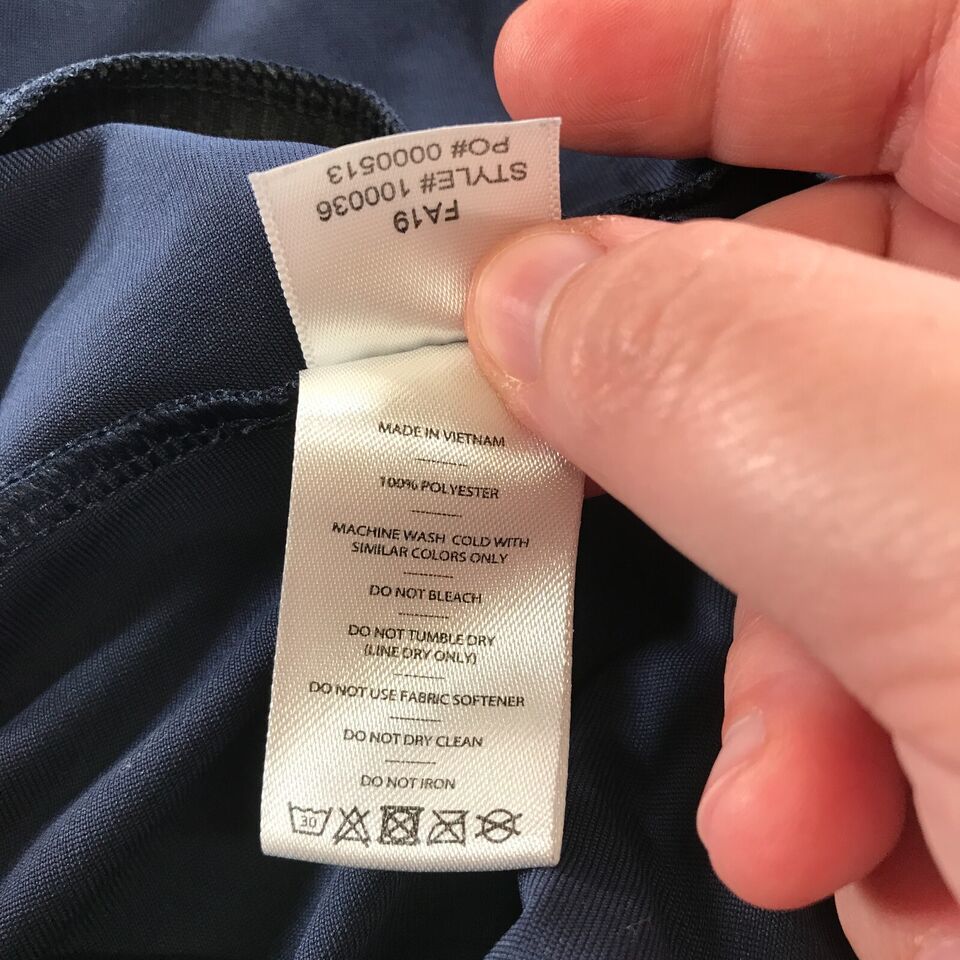 FA19
STYLE# 100036
PO# 0000513
MADE IN VIETNAM
100% POLYESTER
MACHINE WASH COLD WITH
SIMILAR COLORS ONLY
DO NOT BLEACH
DO NOT TUMBLE DRY
(LINE DRY ONLY)
DO NOT USE FABRIC SOFTENER
DO NOT DRY CLEAN
DO NOT IRON
30